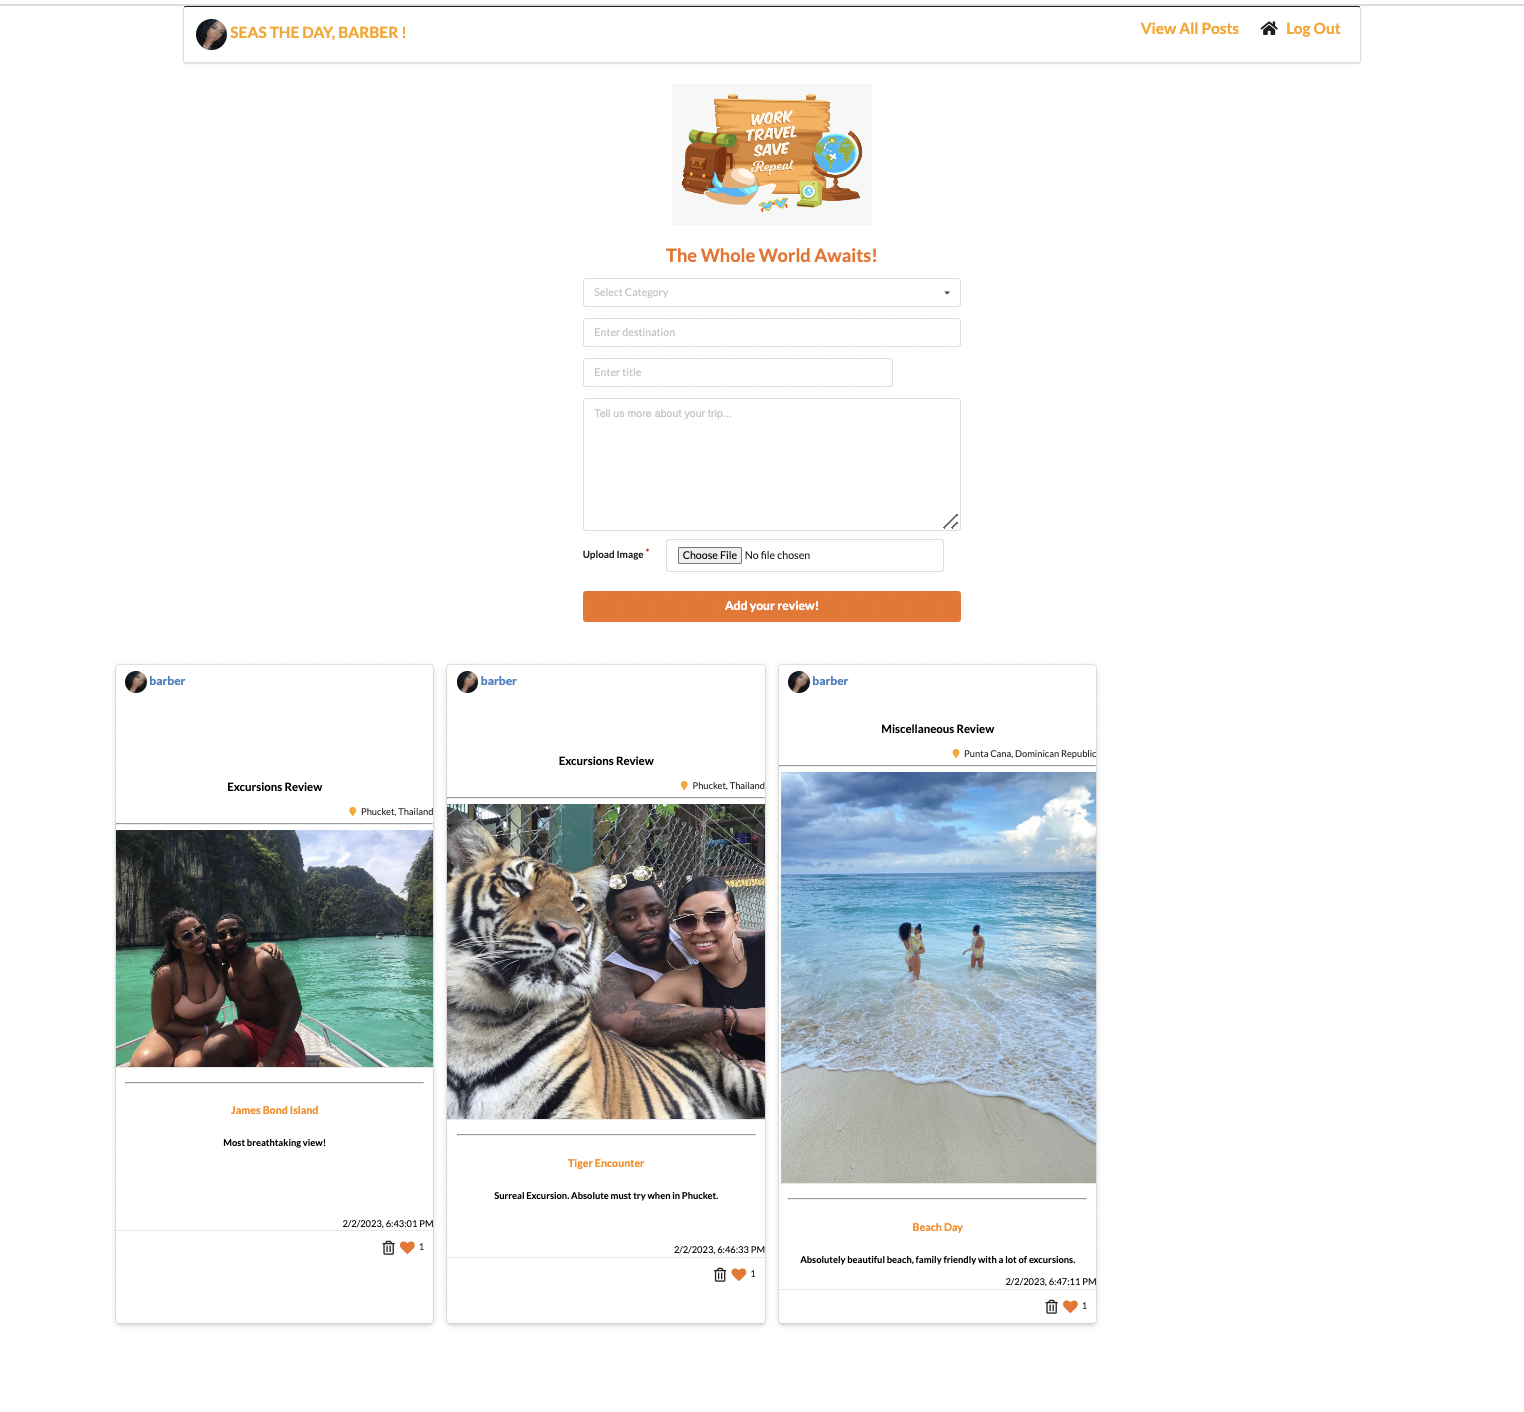 SEAS THE DAY, BARBER !
View All Posts
Log Out
WORK
TRAVEL
SAVE
Repeat
The Whole World Awaits!
Select Category
Enter destination
Enter title
Tell us more about your trip...
Upload Image *
Choose File No file chosen
Add your review!
barber
Excursions Review
Phucket, Thailand
James Bond Island
Most breathtaking view!
2/2/2023, 6:43:01 PM
1
barber
Excursions Review
Phucket, Thailand
Tiger Encounter
Surreal Excursion. Absolute must try when in Phucket.
2/2/2023, 6:46:33 PM
1
barber
Miscellaneous Review
Punta Cana, Dominican Republic
Beach Day
Absolutely beautiful beach, family friendly with a lot of excursions.
2/2/2023, 6:47:11 PM
1